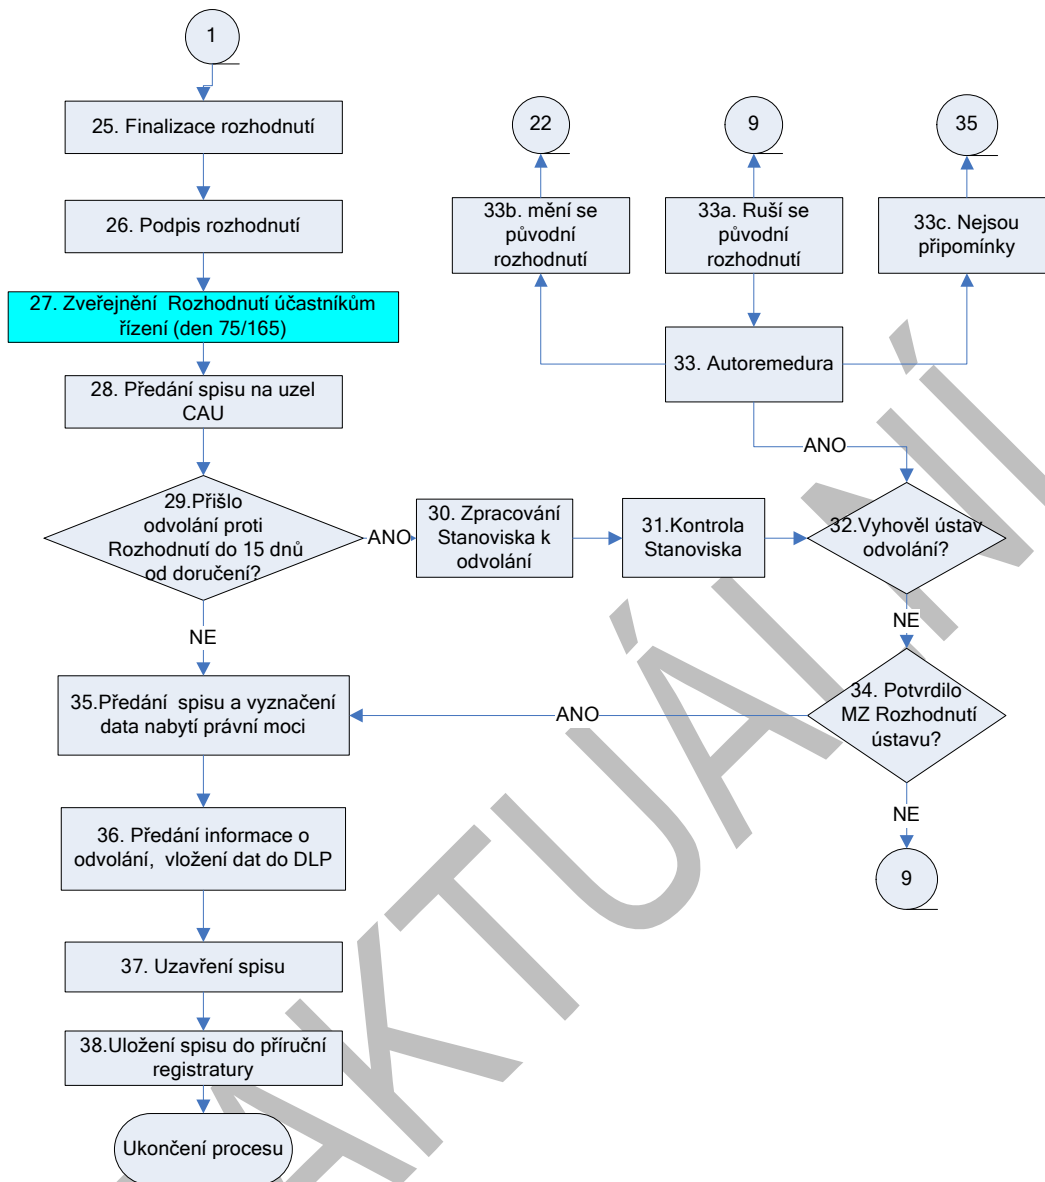 1
25. Finalizace rozhodnutí
26. Podpis rozhodnutí
27. Zveřejnění  Rozhodnutí účastníkům
řízení (den 75/165)
28. Předání spisu na uzel
CAU
29.Přišlo
odvolání proti
Rozhodnutí do 15 dnů
od doručení?
ANO
NE
30. Zpracování
Stanoviska k
odvolání
31.Kontrola
Stanoviska
32.Vyhověl ústav
odvolání?
ANO
NE
33. Autoremedura
33b. mění se
původní
rozhodnutí
33a. Ruší se
původní
rozhodnutí
33c. Nejsou
připomínky
22
9
35
34. Potvrdilo
MZ Rozhodnutí
ústavu?
ANO
NE
9
35.Předání  spisu a vyznačení
data nabytí právní moci
36. Předání informace o
odvolání,  vložení dat do DLP
37. Uzavření spisu
38.Uložení spisu do příruční
registratury
Ukončení procesu
AKTUÁLNÍ